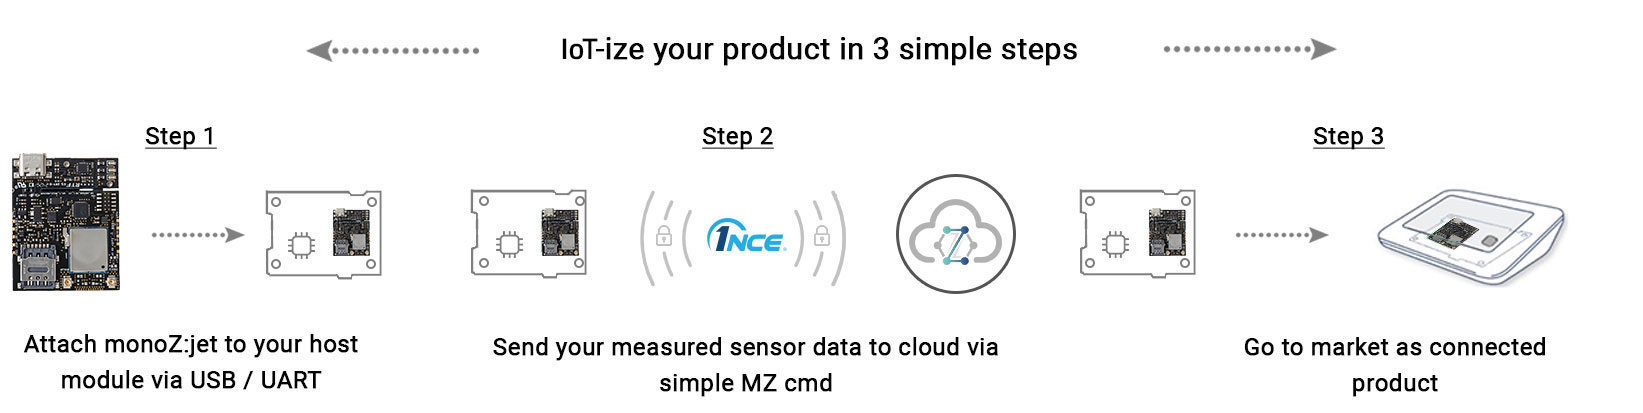 IoT-ize your product in 3 simple steps
Step 1
Step 2
Step 3
1NCE
Attach monoZ:jet to your host
module via USB / UART
Send your measured sensor data to cloud via
simple MZ cmd
Go to market as connected
product